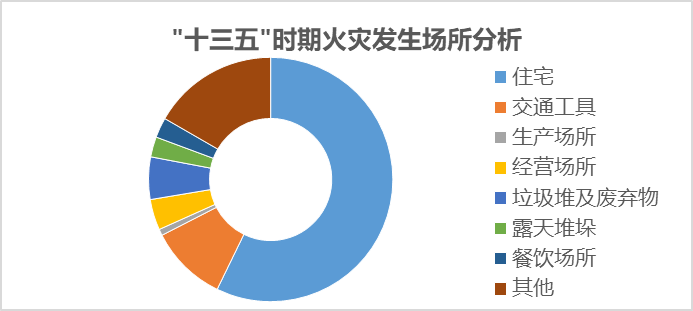 "十三五"时期火灾发生场所分析
住宅
交通工具
生产场所
经营场所
垃圾堆及废弃物
露天堆垛
餐饮场所
其他